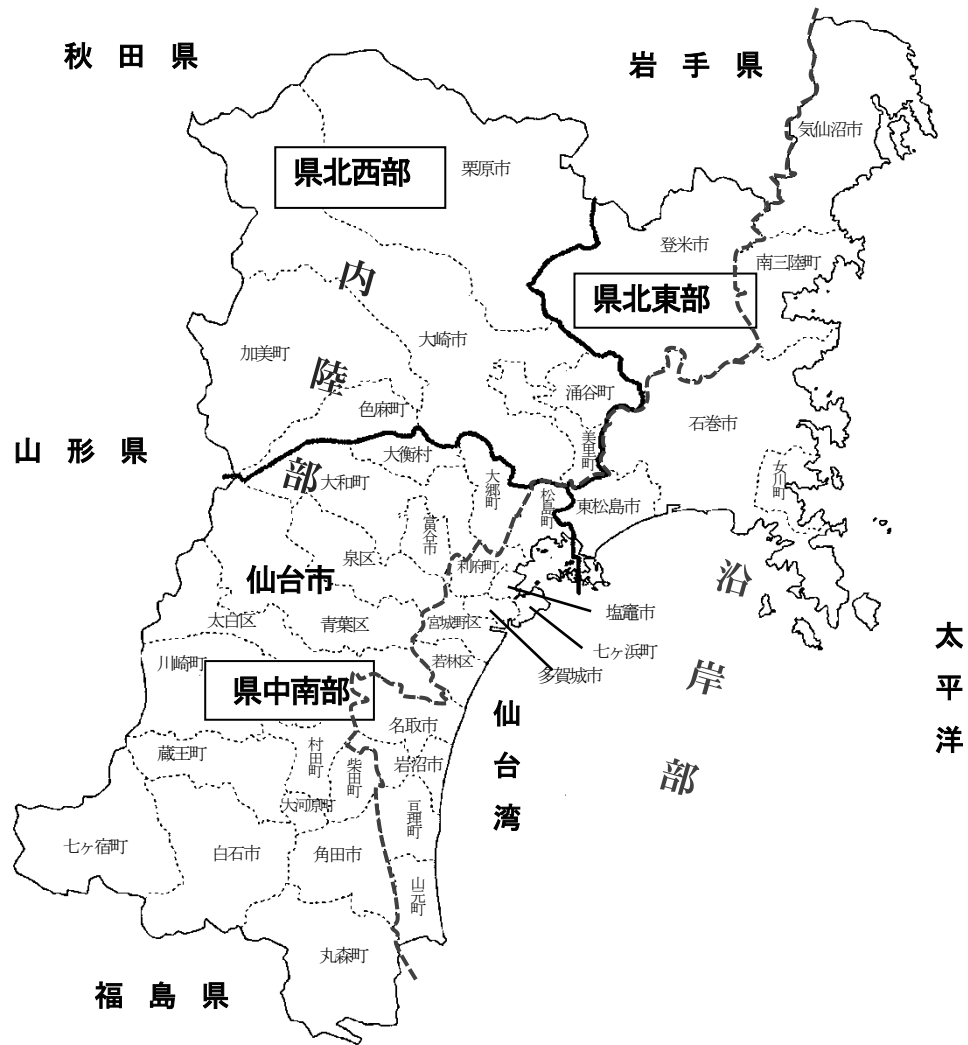 秋田県
岩手県
気仙沼市
県北西部
栗原市
登米市
南三陸町
内
県北東部
大崎市
加美町
陸
涌谷町
色麻町
石巻市
美里町
山形県
大衡村
部
大和町
大郷町
女川町
松島町
東松島市
富谷市
泉区
利府町
仙台市
沿
塩竈市
太白区
青葉区
宮城野区
七ヶ浜町
若林区
川崎町
多賀城市
岸
県中南部
太平洋
仙台湾
名取市
村田町
蔵王町
柴田町
岩沼市
部
大河原町
亘理町
七ヶ宿町
白石市
角田市
山元町
丸森町
福島県